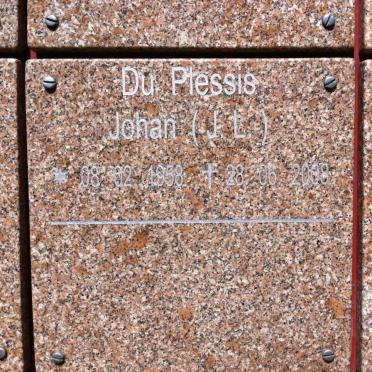 Du Plessis
Johan ( J. L. )
* 08 02 1958 † 28 06 2008